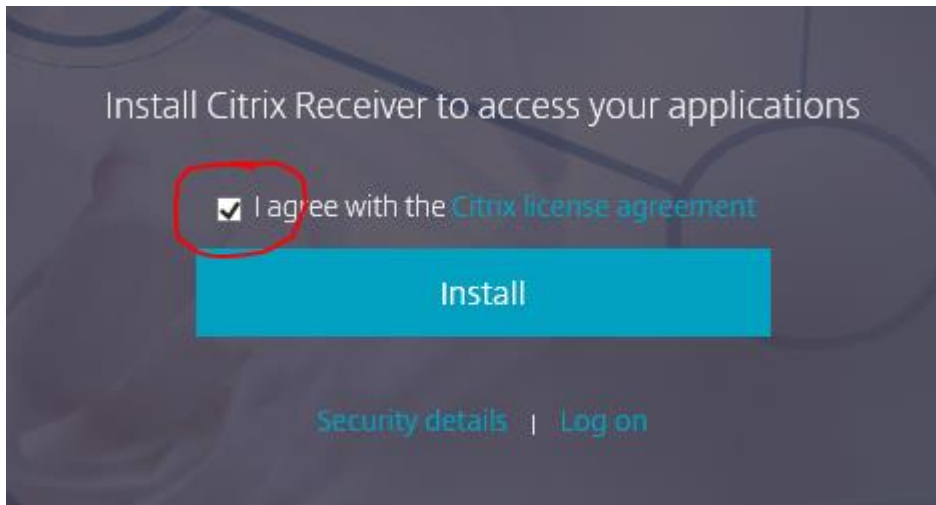 Install Citrix Receiver to access your applications
I agree with the Citrix license agreement
Install
Security details | Log on